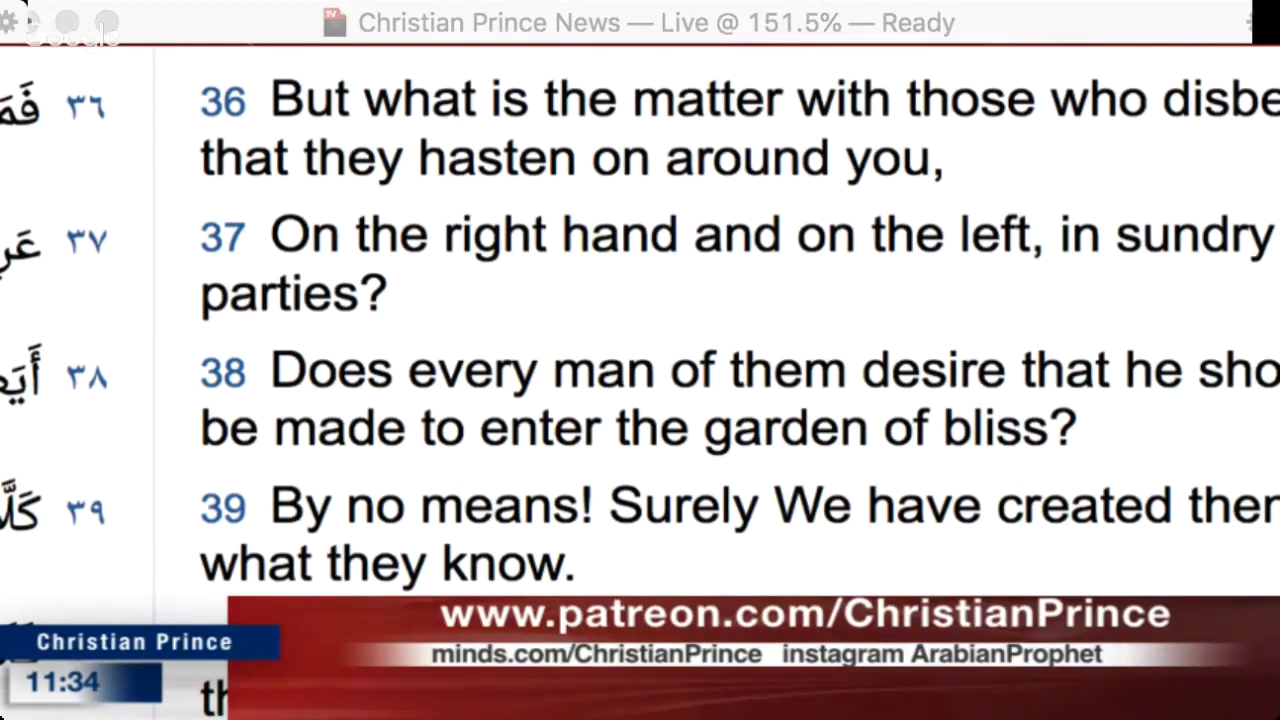 Google
Christian Prince News — Live @ 151.5% — Ready
٣٦ 36 But what is the matter with those who
that they hasten on around you,
٣٧ 37 On the right hand and on the left, in sundry
parties?
٣٨ 38 Does every man of them desire that he
be made to enter the garden of bliss?
كَلَّا ٣٩ 39 By no means! Surely We have created
what they know.
www.patreon.com/ChristianPrince
Christian Prince
minds.com/ChristianPrince instagram ArabianProphet
11:34